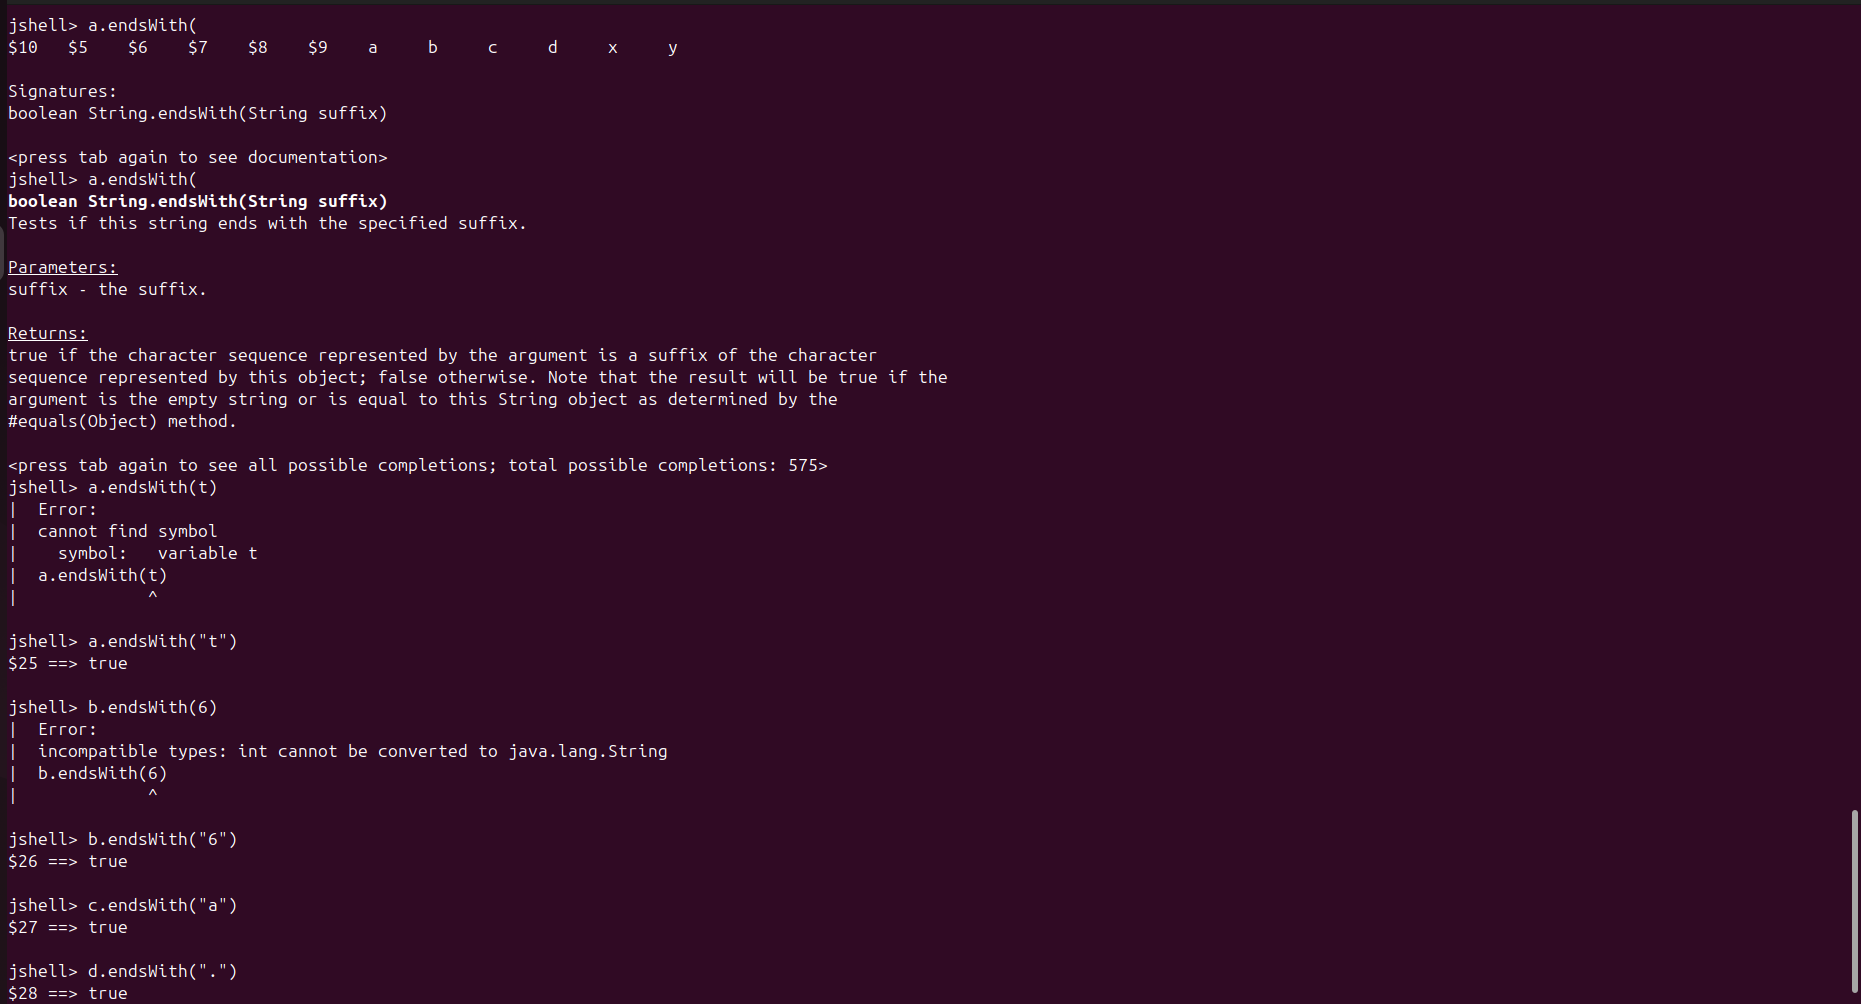 jshell> a.endsWith(
$10   $5    $6    $7    $8    $9    a     b     c     d     x     y
Signatures:
boolean String.endsWith(String suffix)
<press tab again to see documentation>
jshell> a.endsWith(
boolean String.endsWith(String suffix)
Tests if this string ends with the specified suffix.
Parameters:
suffix - the suffix.
Returns:
true if the character sequence represented by the argument is a suffix of the character
sequence represented by this object; false otherwise. Note that the result will be true if the
argument is the empty string or is equal to this String object as determined by the
#equals(Object) method.
<press tab again to see all possible completions; total possible completions: 575>
jshell> a.endsWith(t)
|  Error:
|  cannot find symbol
|    symbol:   variable t
|  a.endsWith(t)
|             ^
jshell> a.endsWith("t")
$25 ==> true
jshell> b.endsWith(6)
|  Error:
|  incompatible types: int cannot be converted to java.lang.String
|  b.endsWith(6)
|             ^
jshell> b.endsWith("6")
$26 ==> true
jshell> c.endsWith("a")
$27 ==> true
jshell> d.endsWith(".")
$28 ==> true